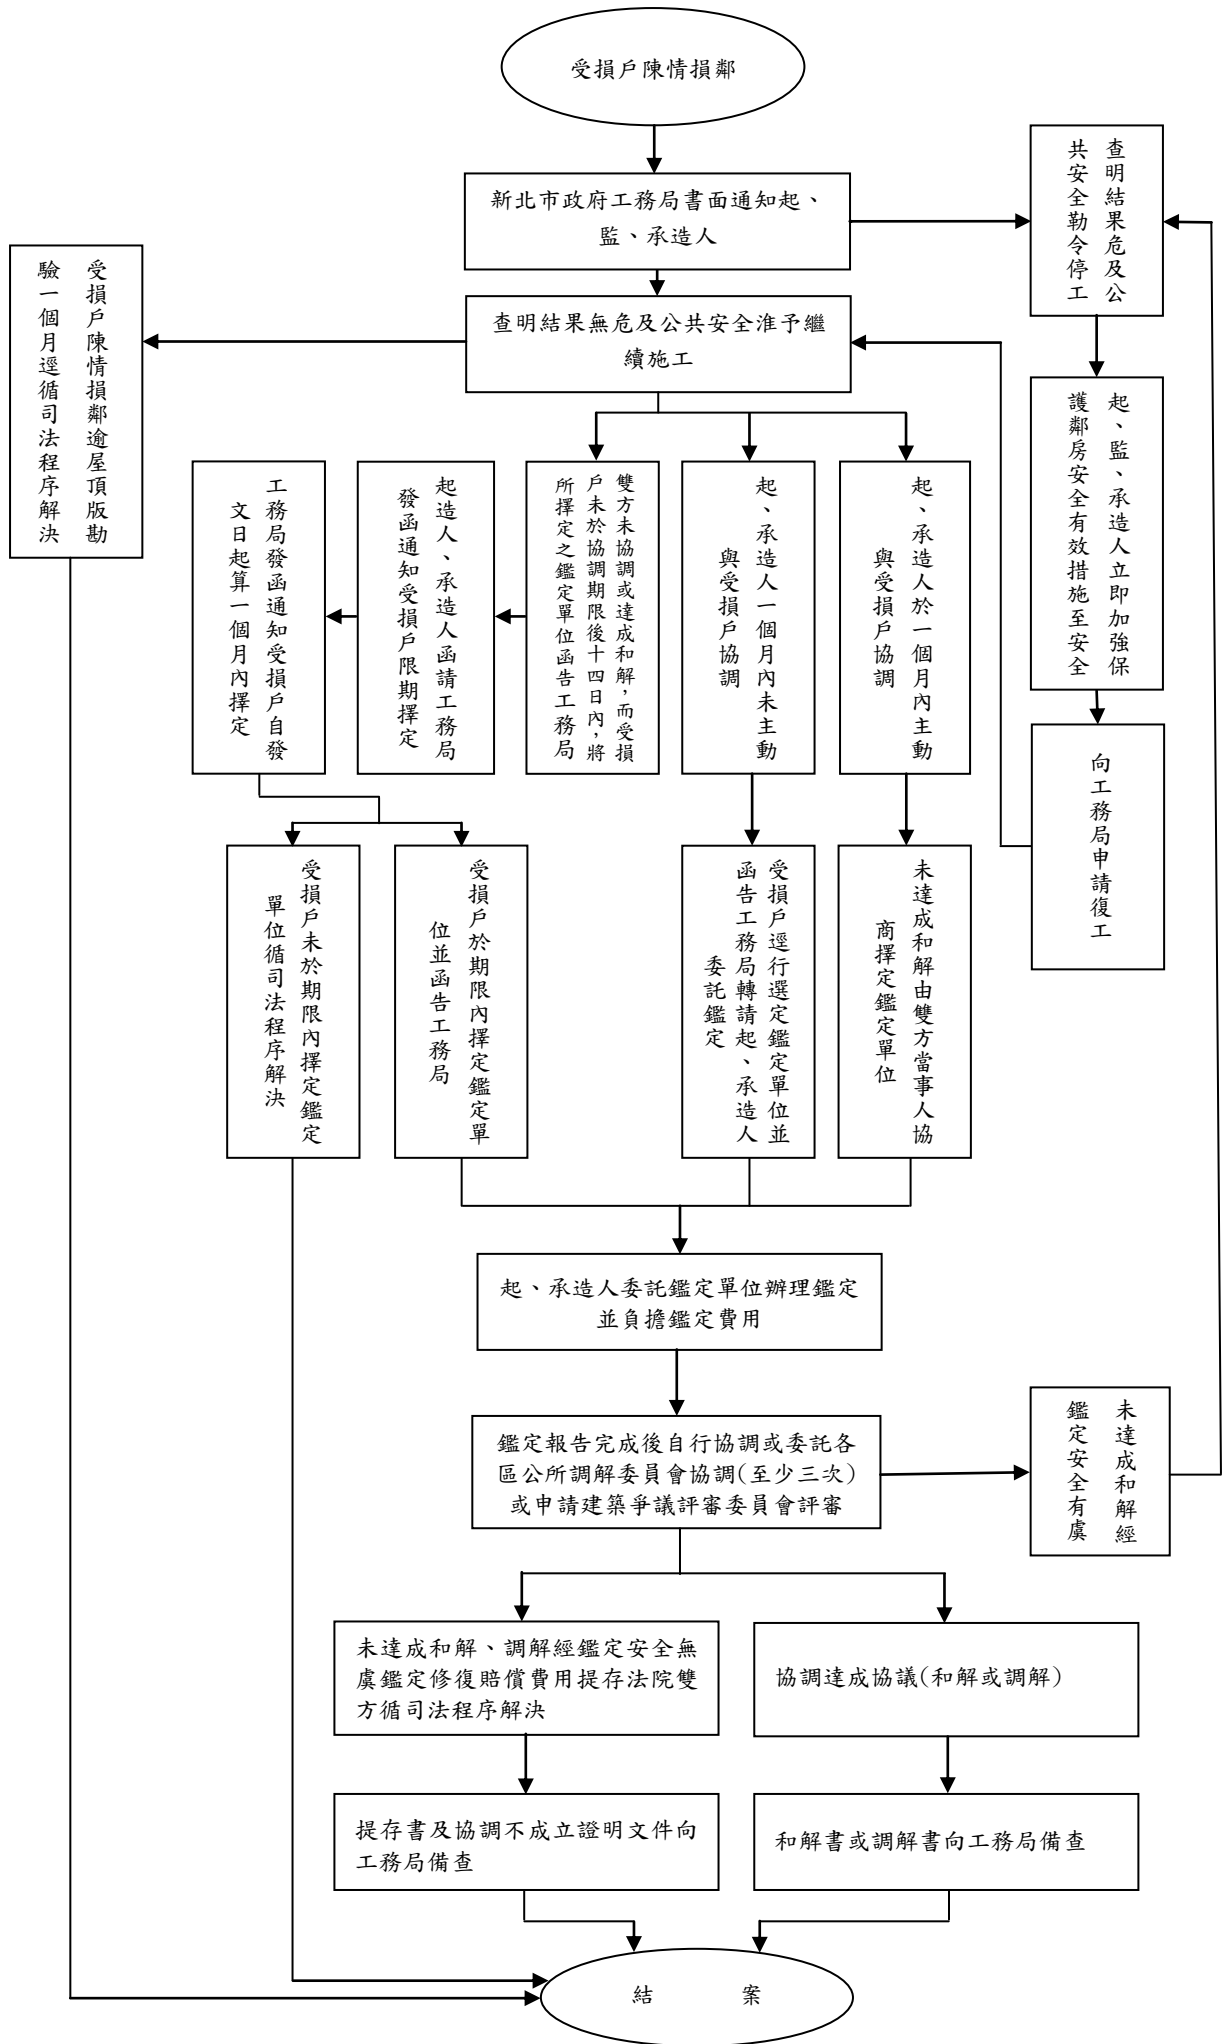 受損戶陳情損鄰
新北市政府工務局書面通知起、
監、承造人
查明結果危及公
共安全勒令停工
受損戶陳情損鄰逾屋頂版勘
驗一個月逕循司法程序解決
查明結果無危及公共安全淮予繼
續施工
起、監、承造人立即加強保
護鄰房安全有效措施至安全
工務局發函通知受損戶自發
文日起算一個月內擇定
起造人、承造人函請工務局
發函通知受損戶限期擇定
雙方未協調或達成和解，而受損
戶未於協調期限後十四日內，將
所擇定之鑑定單位函告工務局
起、承造人一個月內未主動
與受損戶協調
起、承造人於一個月內主動
與受損戶協調
向工務局申請復工
受損戶未於期限內擇定鑑定
單位循司法程序解決
受損戶於期限內擇定鑑定單
位並函告工務局
受損戶逕行選定鑑定單位並
函告工務局轉請起、承造人
委託鑑定
未達成和解由雙方當事人協
商擇定鑑定單位
起、承造人委託鑑定單位辦理鑑定
並負擔鑑定費用
鑑定報告完成後自行協調或委託各
區公所調解委員會協調(至少三次)
或申請建築爭議評審委員會評審
未達成和解經
鑑定安全有虞
未達成和解、調解經鑑定安全無
虞鑑定修復賠償費用提存法院雙
方循司法程序解決
協調達成協議(和解或調解)
提存書及協調不成立證明文件向
工務局備查
和解書或調解書向工務局備查
結 案